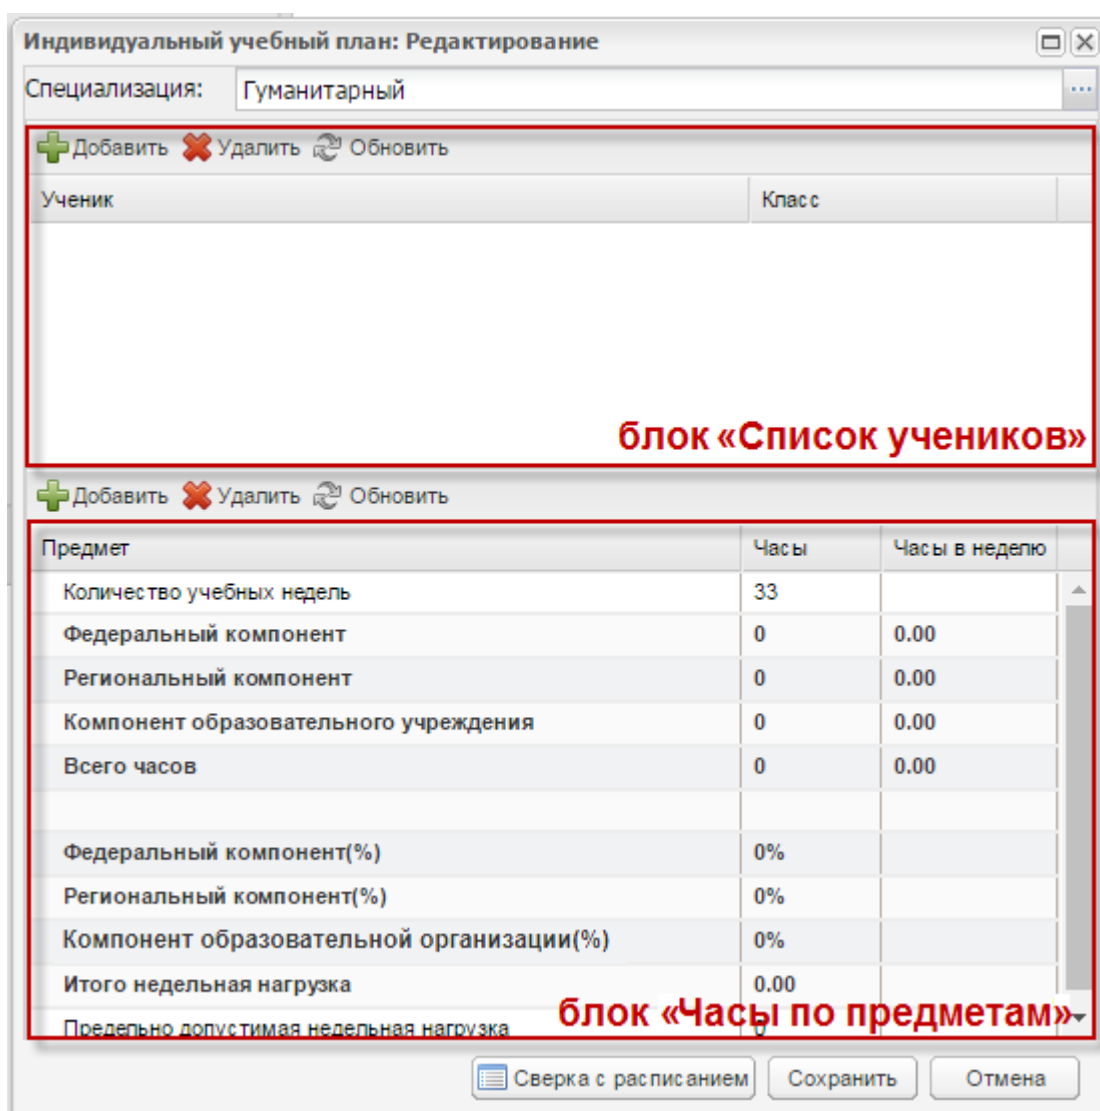 Индивидуальный учебный план: Редактирование
Специализация: Гуманитарный
Добавить Удалить Обновить
Ученик Класс
блок «Список учеников»
Добавить Удалить Обновить
Предмет Часы Часы в неделю
Количество учебных недель 33
Федеральный компонент 0 0.00
Региональный компонент 0 0.00
Компонент образовательного учреждения 0 0.00
Всего часов 0 0.00
Федеральный компонент(%) 0%
Региональный компонент(%) 0%
Компонент образовательной организации(%) 0%
Итого недельная нагрузка 0.00
блок «Часы по предметам»
Предельно допустимая недельная нагрузка 0
Сверка с расписанием Сохранить Отмена